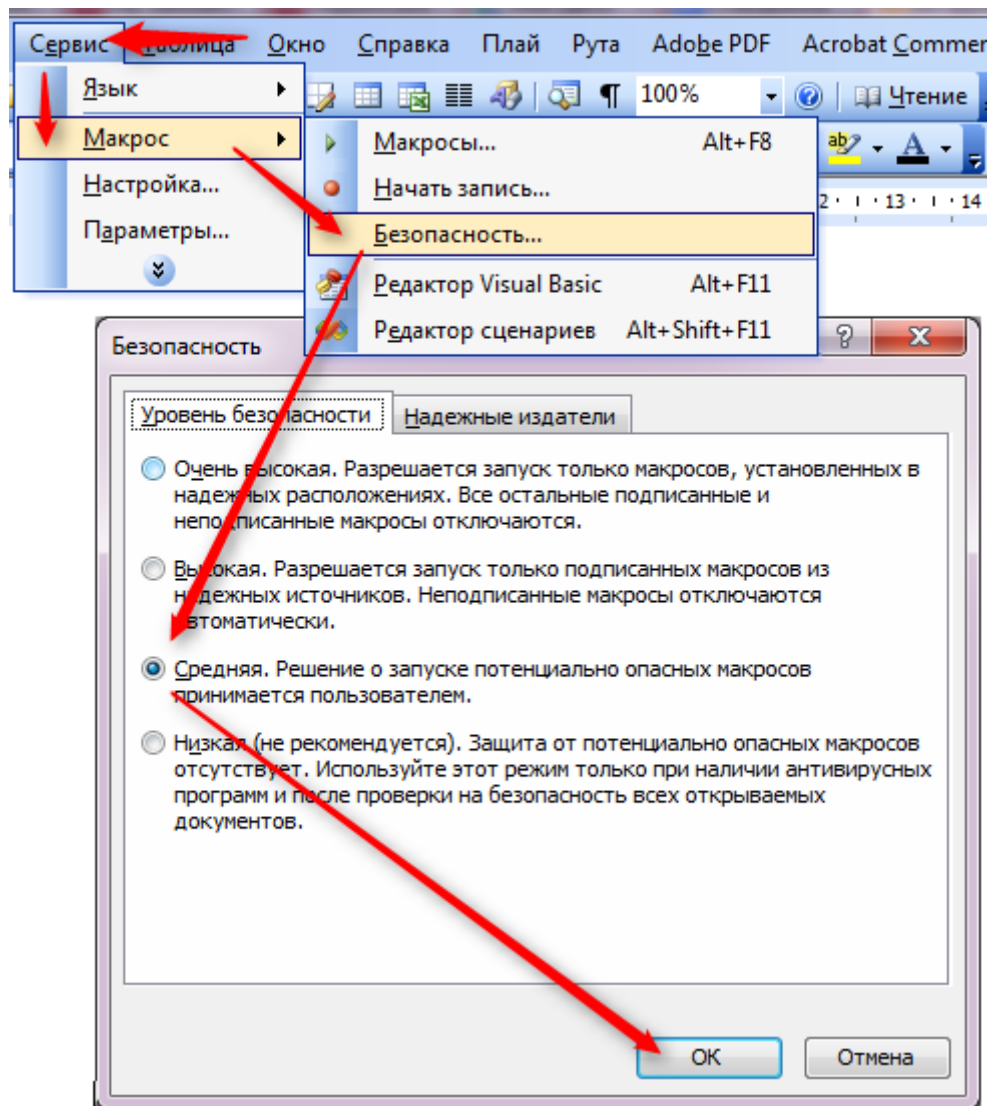 Сервис Таблица Окно Справка Плай Рута Adobe PDF Acrobat Commen
Язык 100% Чтение
Макрос Макросы... Alt+F8
Настройка... Начать запись... 2 · 13 · 14
Параметры... Безопасность...
Редактор Visual Basic Alt+F11
Редактор сценариев Alt+Shift+F11
Безопасность
Уровень безопасности Надежные издатели
Очень высокая. Разрешается запуск только макросов, установленных в
надежных расположениях. Все остальные подписанные и
неподписанные макросы отключаются.
Высокая. Разрешается запуск только подписанных макросов из
надежных источников. Неподписанные макросы отключаются
автоматически.
Средняя. Решение о запуске потенциально опасных макросов
принимается пользователем.
Низкая (не рекомендуется). Защита от потенциально опасных макросов
отсутствует. Используйте этот режим только при наличии антивирусных
программ и после проверки на безопасность всех открываемых
документов.
ОК Отмена